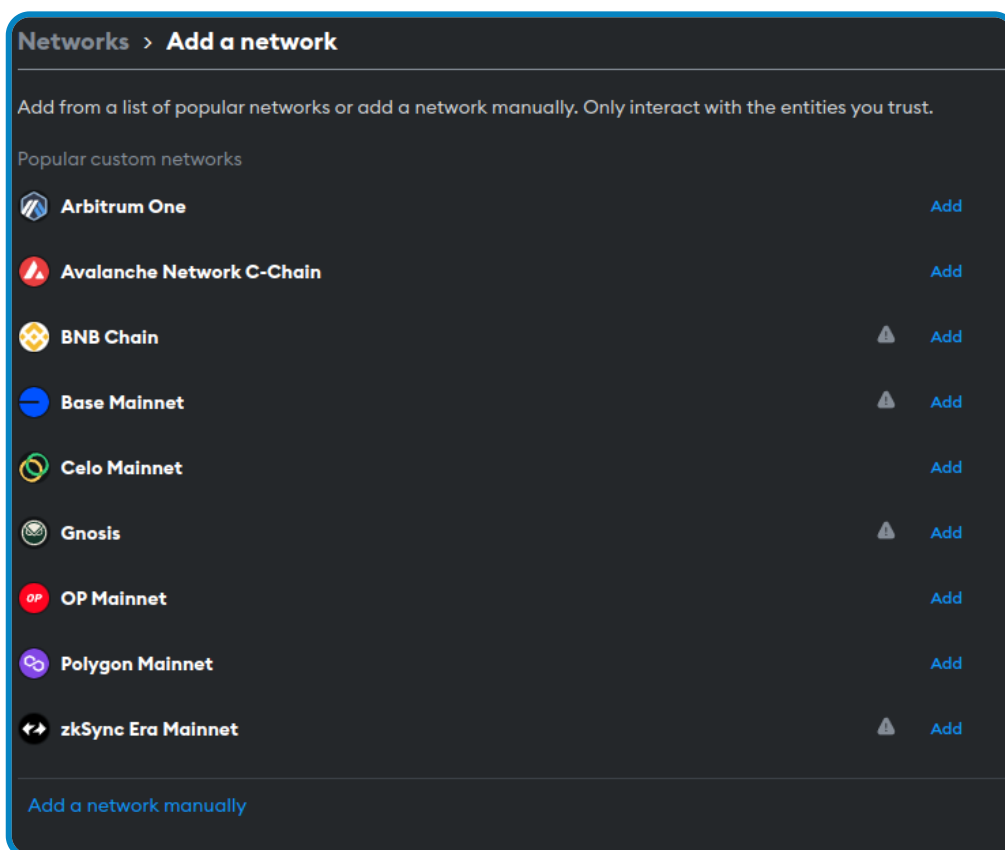 Networks > Add a network
Add from a list of popular networks or add a network manually. Only interact with the entities you trust.
Popular custom networks
Arbitrum One Add
Avalanche Network C-Chain Add
BNB Chain Add
Base Mainnet Add
Celo Mainnet Add
Gnosis Add
OP OP Mainnet Add
Polygon Mainnet Add
zkSync Era Mainnet Add
Add a network manually